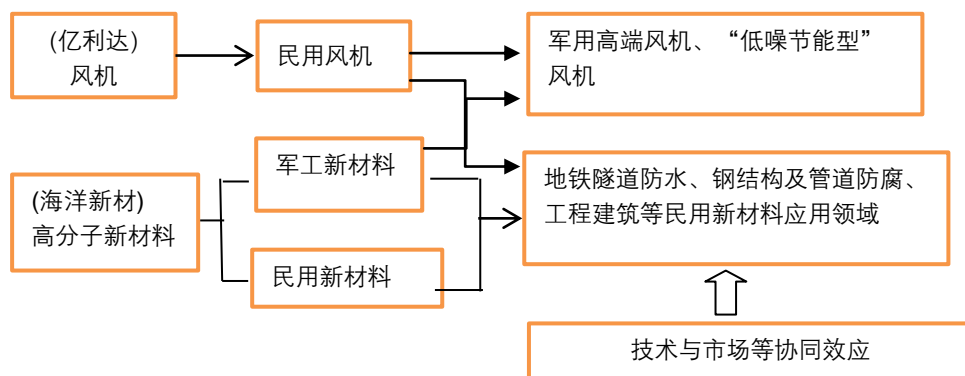 (亿利达)
风机
民用风机
军用高端风机、“低噪节能型”
风机
军工新材料
(海洋新材)
高分子新材料
民用新材料
地铁隧道防水、钢结构及管道防腐、
工程建筑等民用新材料应用领域
技术与市场等协同效应